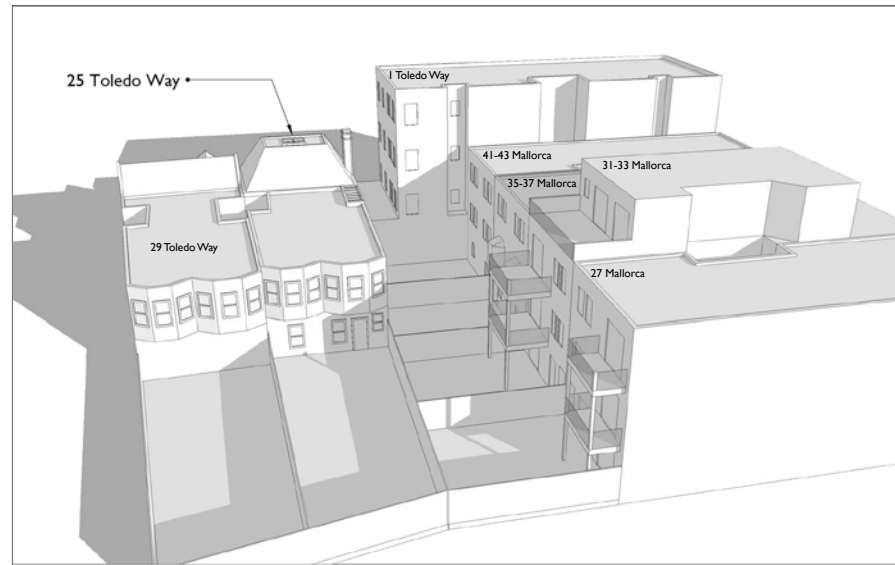 1 Toledo Way
25 Toledo Way
41-43 Mallorca
31-33 Mallorca
35-37 Mallorca
29 Toledo Way
27 Mallorca